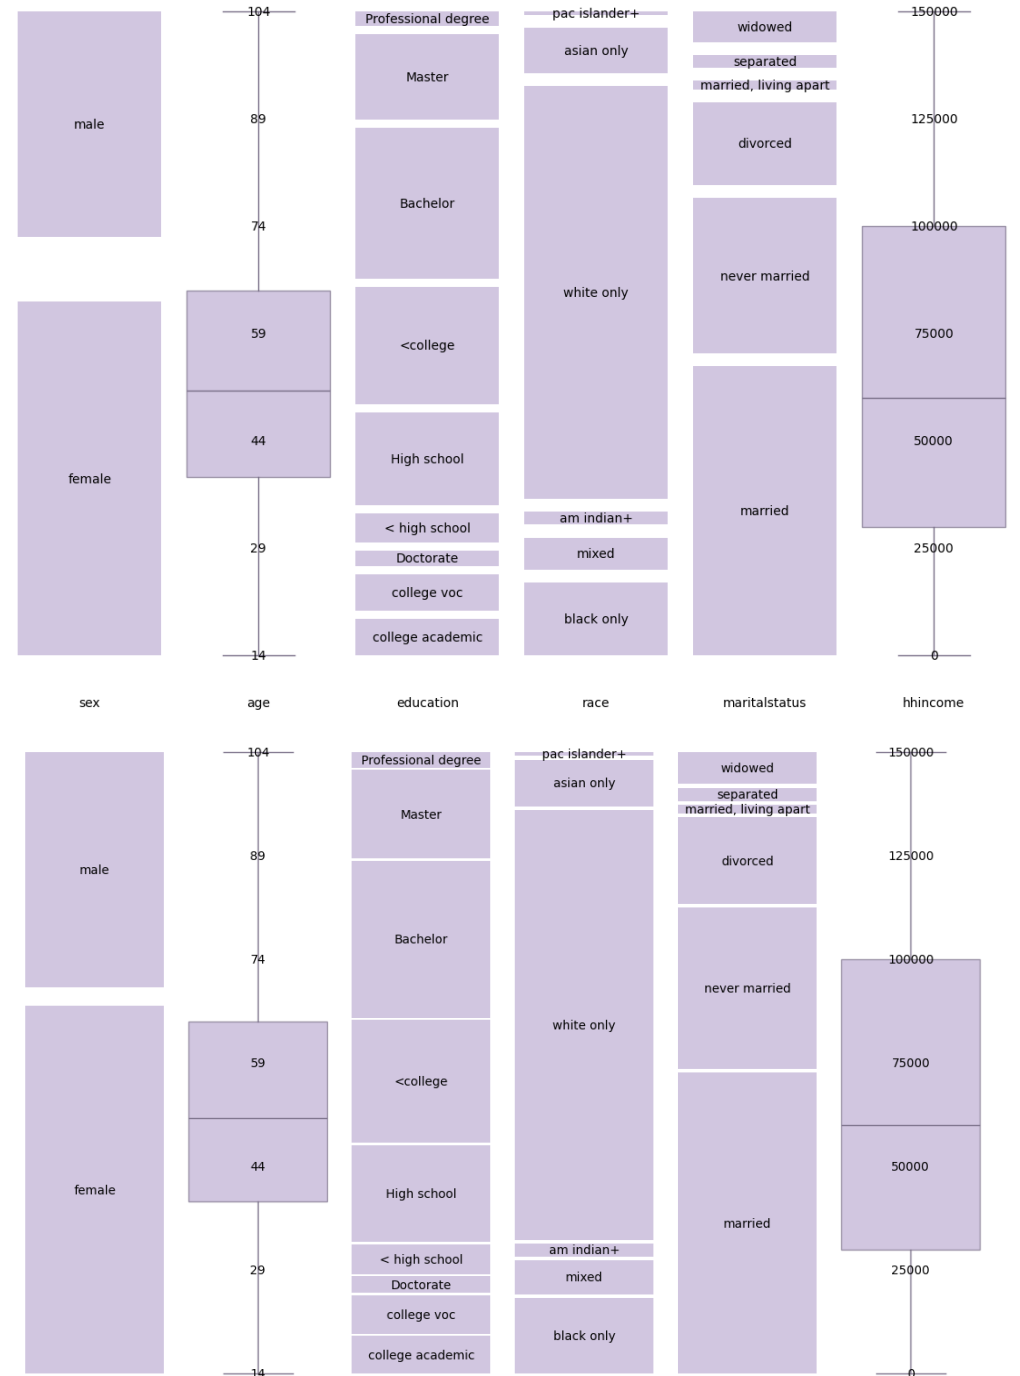 104 Professional degree pac islander+ 150000
widowed
asian only
separated
Master
married, living apart
male 89 125000
divorced
Bachelor
74 100000
never married
white only
59 75000
<college
44 50000
High school
female
married
am indian+
< high school
29 25000
mixed
Doctorate
college voc
black only
college academic
14 0
sex age education race maritalstatus hhincome
104 pac islander+ 150000
Professional degree
widowed
asian only
separated
married, living apart
Master
89 125000
divorced
male
Bachelor
74 100000
never married
white only
59 75000
<college
44 50000
female
High school
married
am indian+
< high school
29 25000
mixed
Doctorate
college voc
black only
college academic
14 0